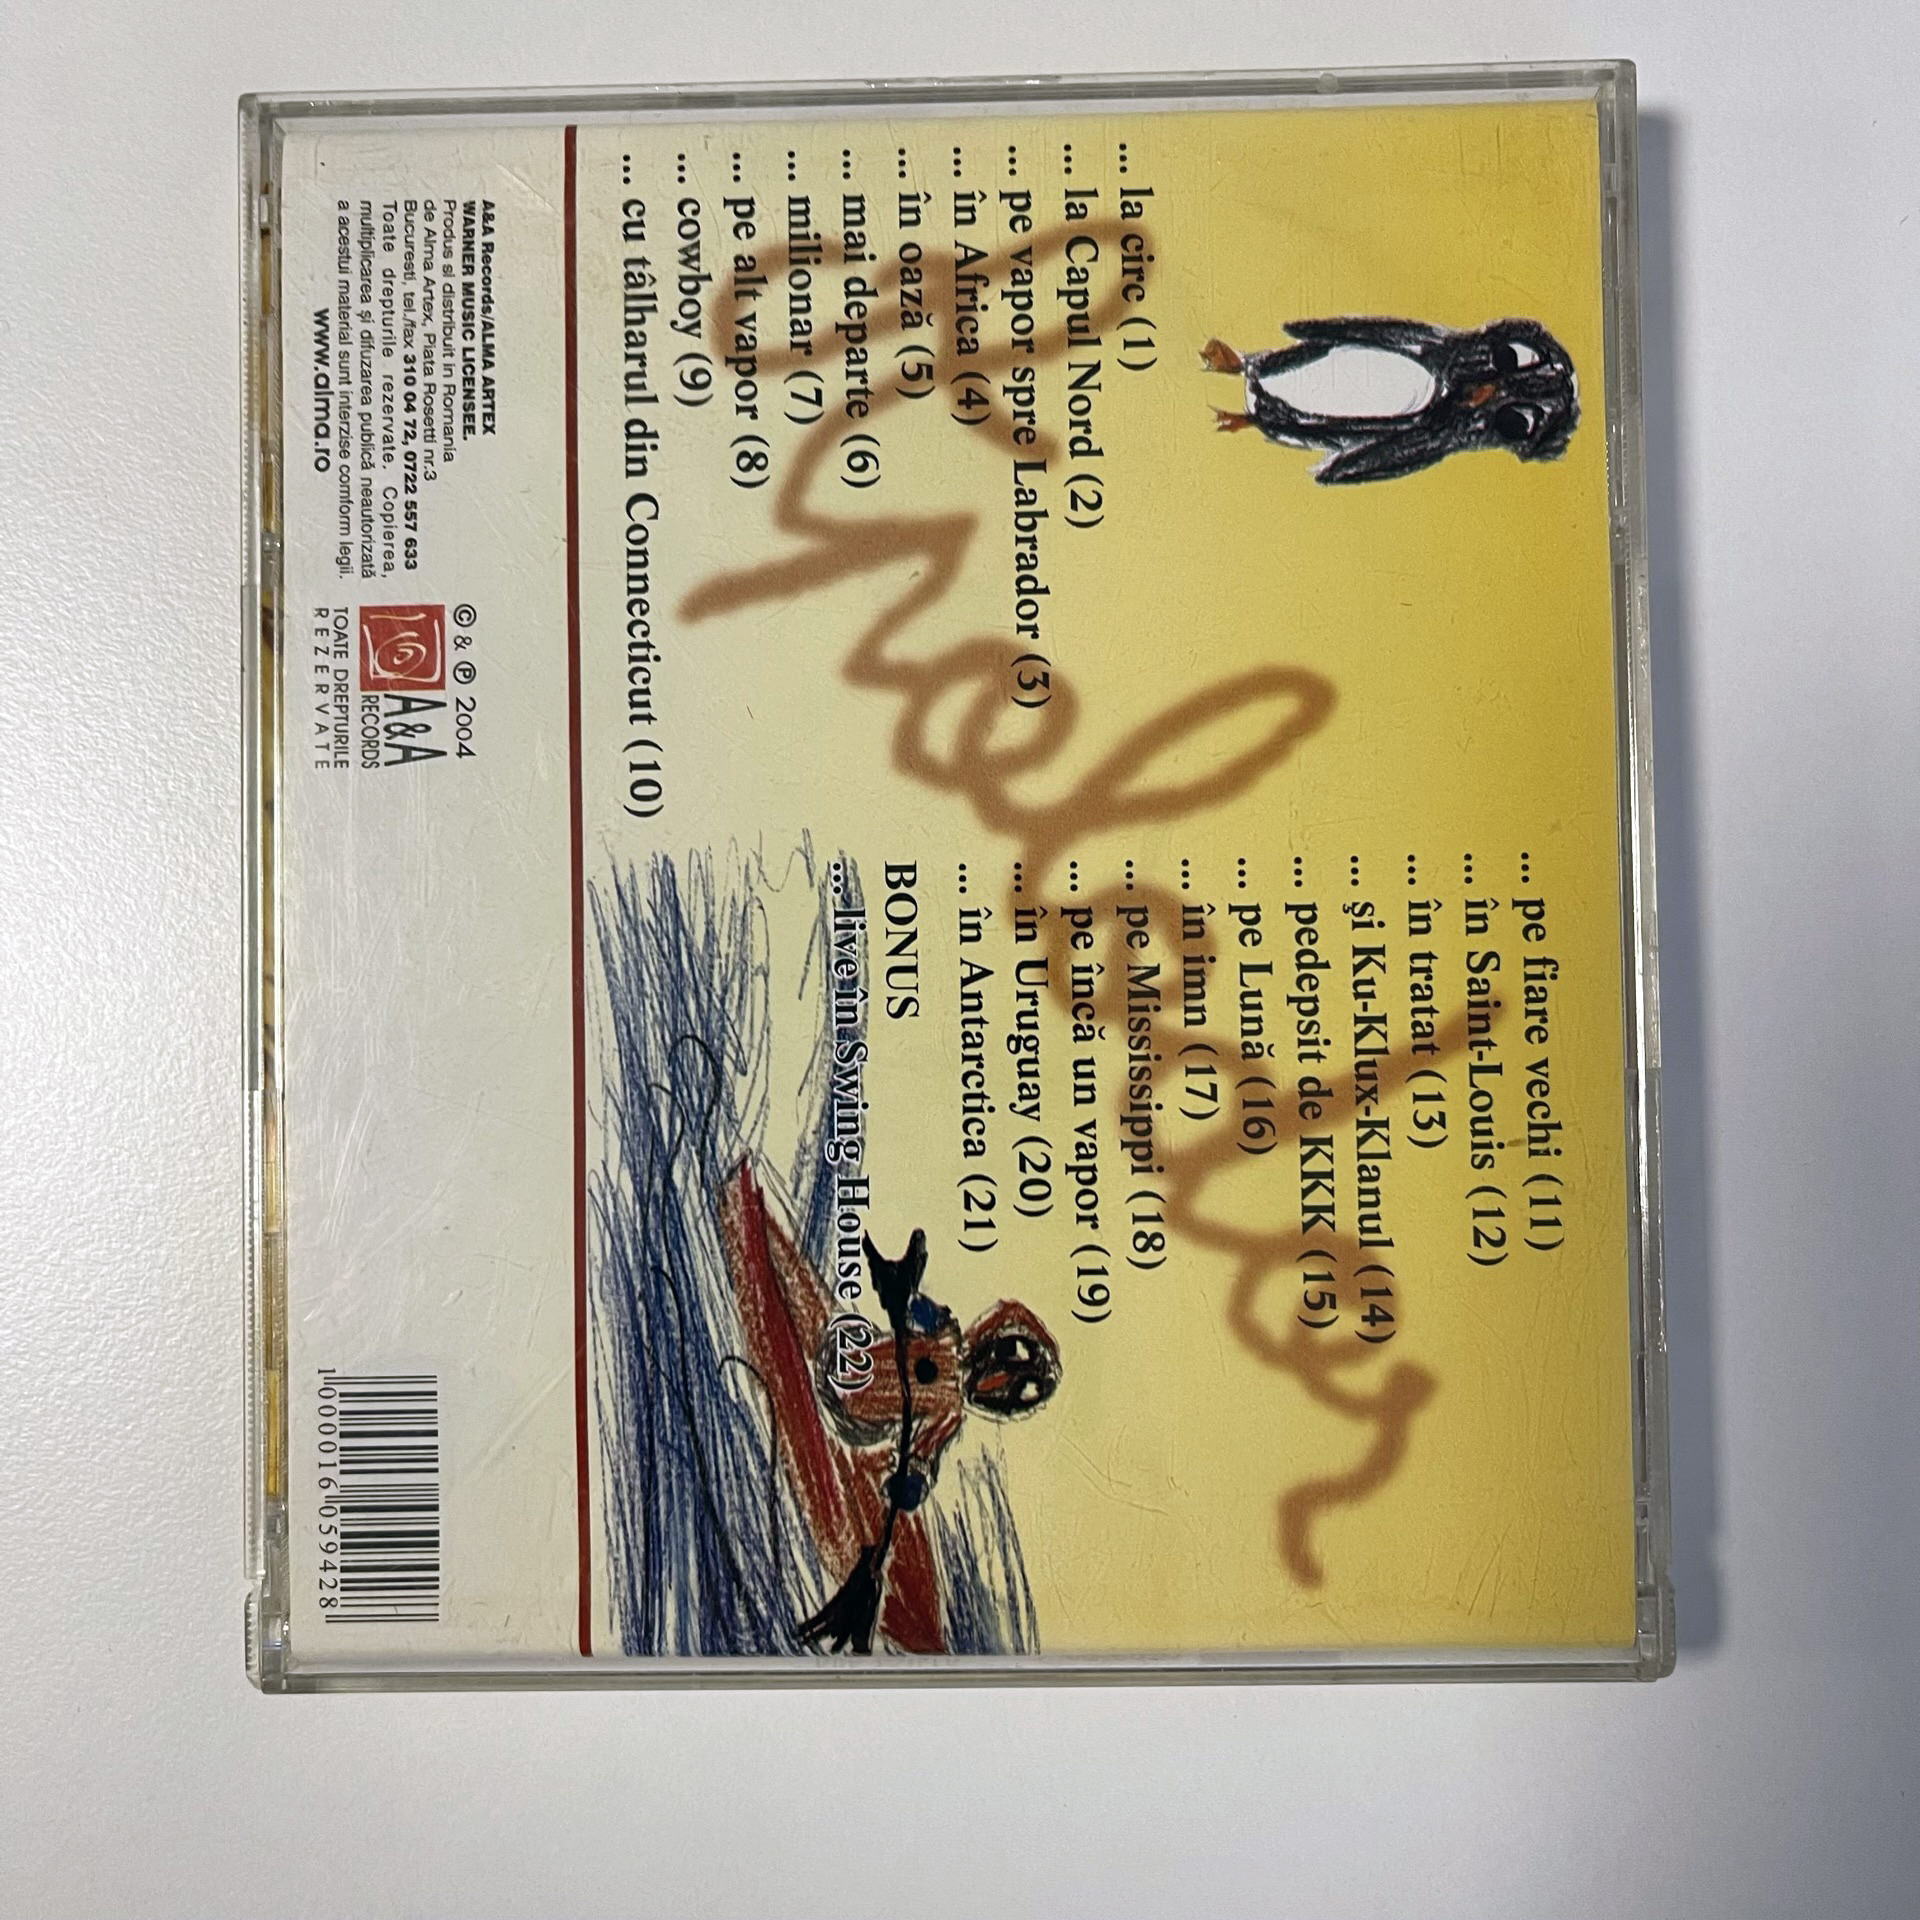 Apolodor
... la circ (1)
... la Capul Nord (2)
... pe vapor spre Labrador (3)
... în Africa (4)
... în oază (5)
... mai departe (6)
... milionar (7)
... pe alt vapor (8)
... cowboy (9)
... cu tâlharul din Connecticut (10)
... pe fiare vechi (11)
... în Saint-Louis (12)
... în tratat (13)
... şi Ku-Klux-Klanul (14)
... pedepsit de KKK (15)
... pe Lună (16)
... în imn (17)
... pe Mississippi (18)
... pe încă un vapor (19)
... în Uruguay (20)
... în Antarctica (21)
BONUS
... live în Swing House (22)
A&A Records/ALMA ARTEX
WARNER MUSIC LICENSEE.
Produs si distribuit in Romania
de Alma Artex, Piata Rosetti nr.3
Bucuresti, tel./fax 310 04 72, 0722 557 633
Toate drepturile rezervate. Copierea,
multiplicarea şi difuzarea publică neautorizată
a acestui material sunt interzise comform legii.
www.alma.ro
© & ℗ 2004
A&A
RECORDS
TOATE DREPTURILE
REZERVATE
1 000016 059428